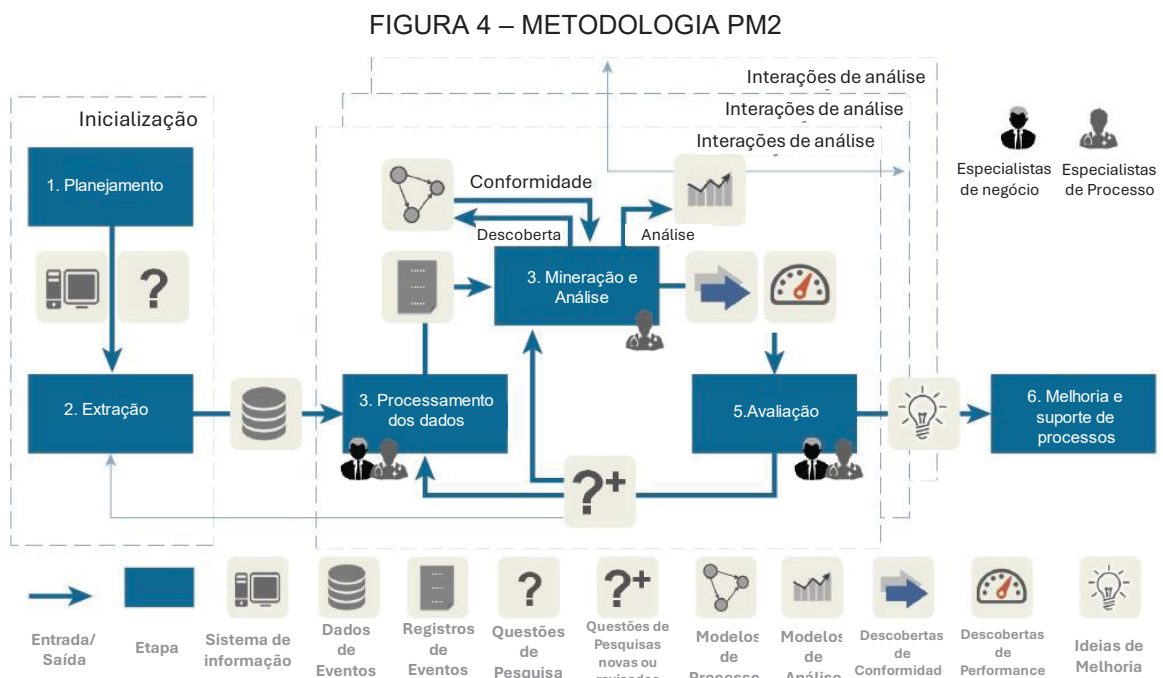 FIGURA 4 – METODOLOGIA PM2
Interações de análise
Interações de análise
Interações de análise
Inicialização
1. Planejamento
Conformidade
Descoberta
Análise
Especialistas
de negócio
Especialistas
de Processo
3. Mineração e
Análise
?
2. Extração
3. Processamento
dos dados
5.Avaliação
6. Melhoria e
suporte de
processos
?+
?
?+
Entrada/
Saída
Etapa
Sistema de
informação
Dados
de
Eventos
Registros
de
Eventos
Questões
de
Pesquisa
Questões de
Pesquisas
novas ou
Modelos
de
Modelos
de
Análise
Descobertas
de
Conformidade
Descobertas
de
Performance
Ideias de
Melhoria